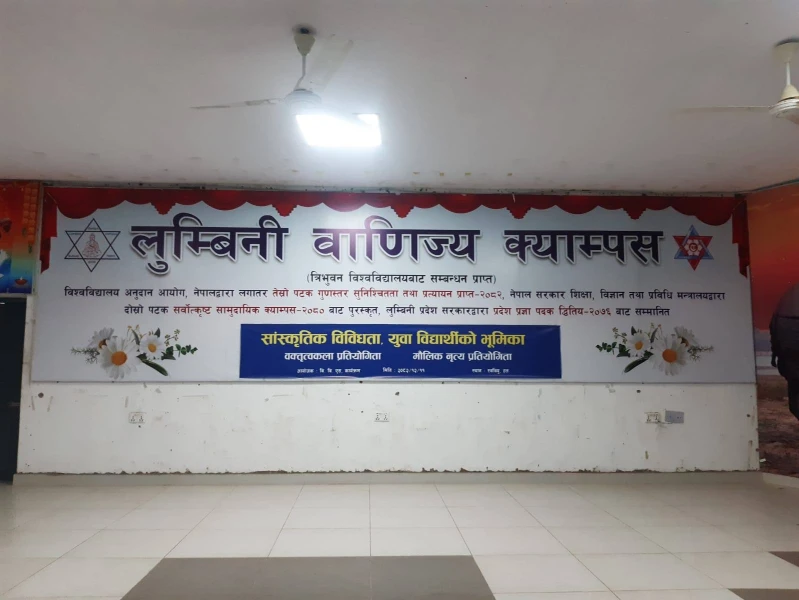 लुम्बिनी वाणिज्य क्याम्पस
(त्रिभुवन विश्वविद्यालयबाट सम्बन्धन प्राप्त)
विश्वविद्यालय अनुदान आयोग, नेपालद्वारा लगातर तेस्रो पटक गुणास्तर सुनिश्चितता तथा प्रत्यायन प्राप्त-२०८२, नेपाल सरकार शिक्षा, विज्ञान तथा प्रविधि मन्त्रालयद्वारा
दोस्रो पटक सर्वोत्कृष्ट सामुदायिक क्याम्पस-२०८० बाट पुरस्कृत, लुम्बिनी प्रदेश सरकारद्वारा प्रदेश प्रज्ञा पदक द्वितिय-२०७६ बाट सम्मानित
सांस्कृतिक विविधता, युवा विद्यार्थीको भूमिका
वक्तृत्वकला प्रतियोगिता मौलिक नृत्य प्रतियोगिता
मिति :